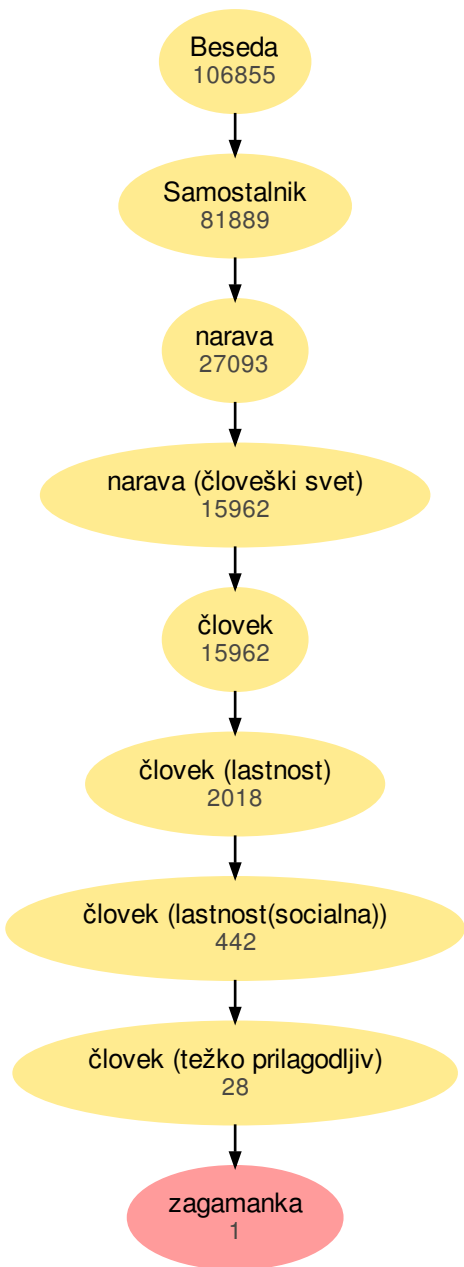 Beseda
106855
Samostalnik
81889
narava
27093
narava (človeški svet)
15962
človek
15962
človek (lastnost)
2018
človek (lastnost(socialna))
442
človek (težko prilagodljiv)
28
zagamanka
1